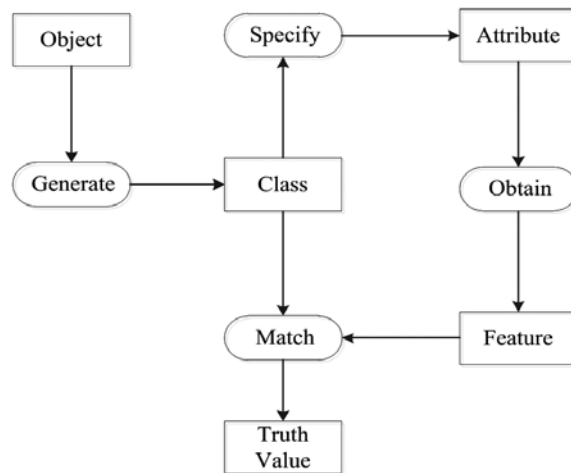 Object
Specify
Attribute
Generate
Class
Obtain
Match
Feature
Truth
Value